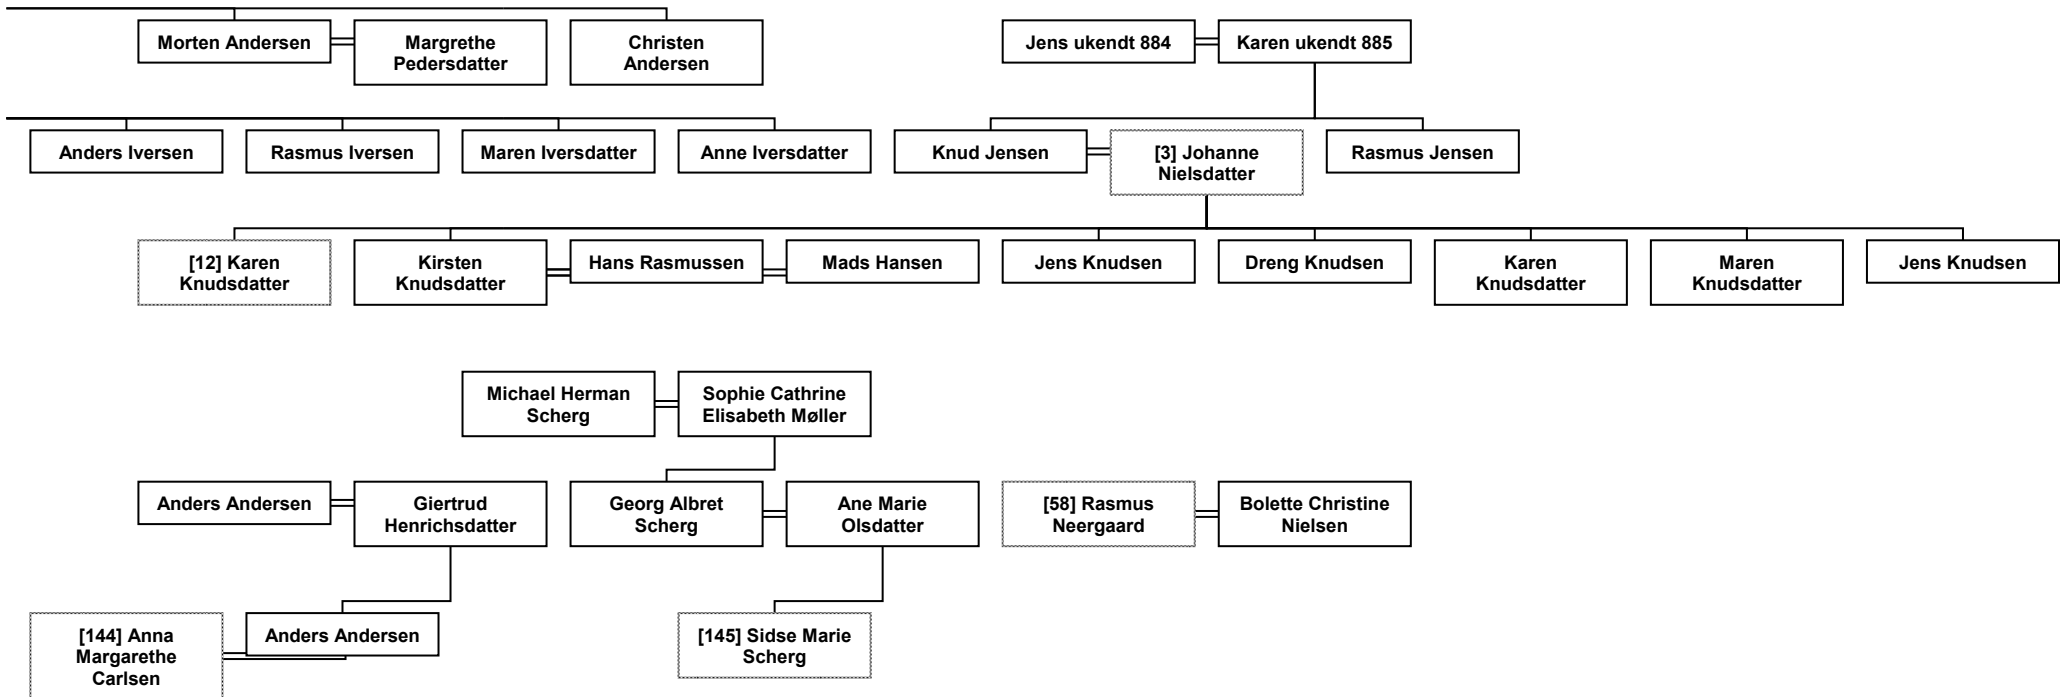 Morten Andersen
Margrethe
Pedersdatter
Christen
Andersen
Jens ukendt 884
Karen ukendt 885
Anders Iversen
Rasmus Iversen
Maren Iversdatter
Anne Iversdatter
Knud Jensen
[3] Johanne
Nielsdatter
Rasmus Jensen
[12] Karen
Knudsdatter
Kirsten
Knudsdatter
Hans Rasmussen
Mads Hansen
Jens Knudsen
Dreng Knudsen
Karen
Knudsdatter
Maren
Knudsdatter
Jens Knudsen
Michael Herman
Scherg
Sophie Cathrine
Elisabeth Møller
Anders Andersen
Giertrud
Henrichsdatter
Georg Albret
Scherg
Ane Marie
Olsdatter
[58] Rasmus
Neergaard
Bolette Christine
Nielsen
[144] Anna
Margarethe
Carlsen
Anders Andersen
[145] Sidse Marie
Scherg